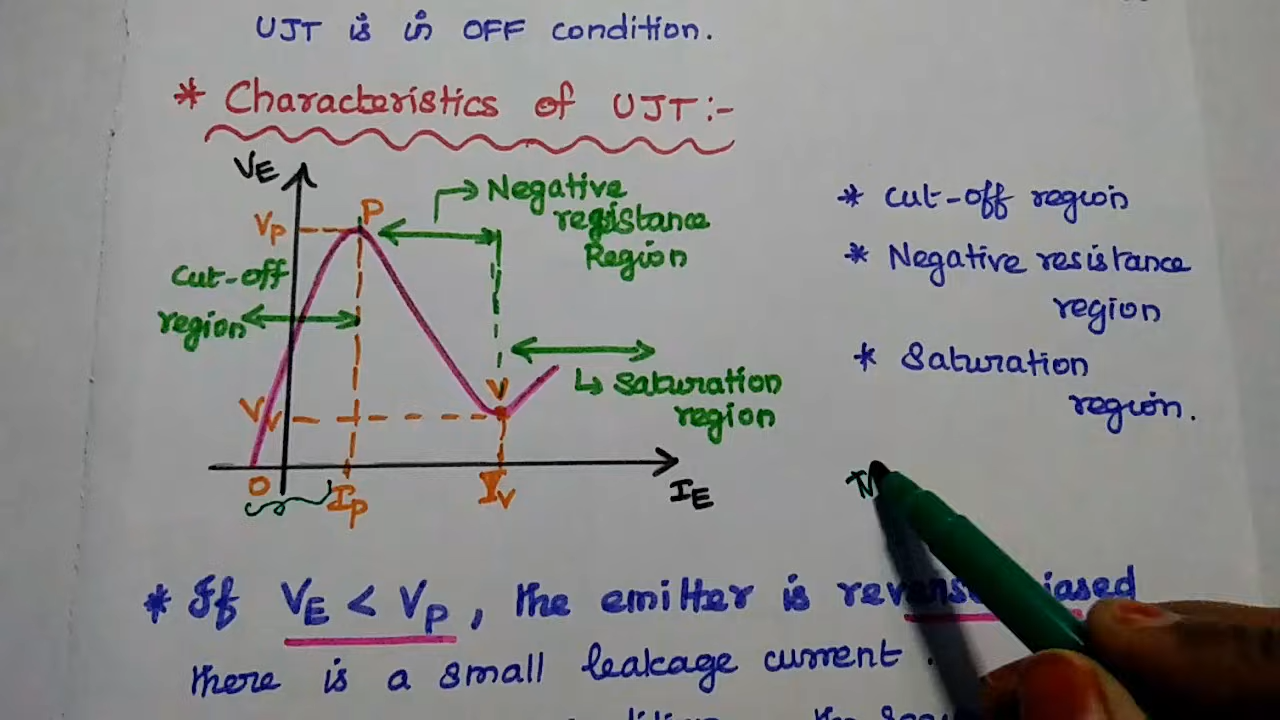 UJT is in OFF condition.
* Characteristics of UJT:-
VE
Vp
P
Negative
resistance
Region
Cut-off
region
V
Saturation
region
Vv
O
Ip
Iv
IE
* Cut-off region
* Negative resistance
region
* Saturation
region.
* If VE < Vp, the emitter is reverse biased
there is a small leakage current.